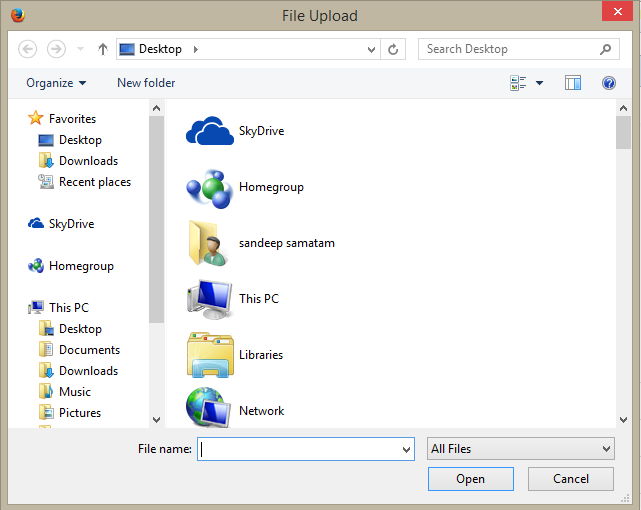 File Upload
Desktop
Search Desktop
Organize
New folder
Favorites
Desktop
Downloads
Recent places
SkyDrive
Homegroup
This PC
Desktop
Documents
Downloads
Music
Pictures
SkyDrive
Homegroup
sandeep samatam
This PC
Libraries
Network
File name:
All Files
Open
Cancel